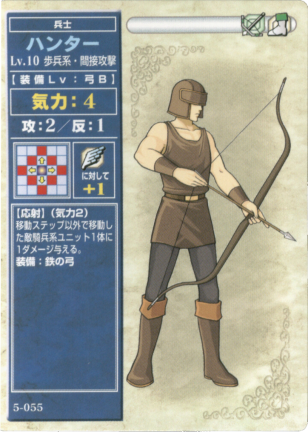 兵士
ハンター
Lv.10 歩兵系・間接攻撃
【装備Lv：弓B】
気力：4
攻：2／反：1
に対して
+1
【応射】（気力2）
移動ステップ以外で移動
した敵騎兵系ユニット1体に
1ダメージ与える。
装備：鉄の弓
5-055